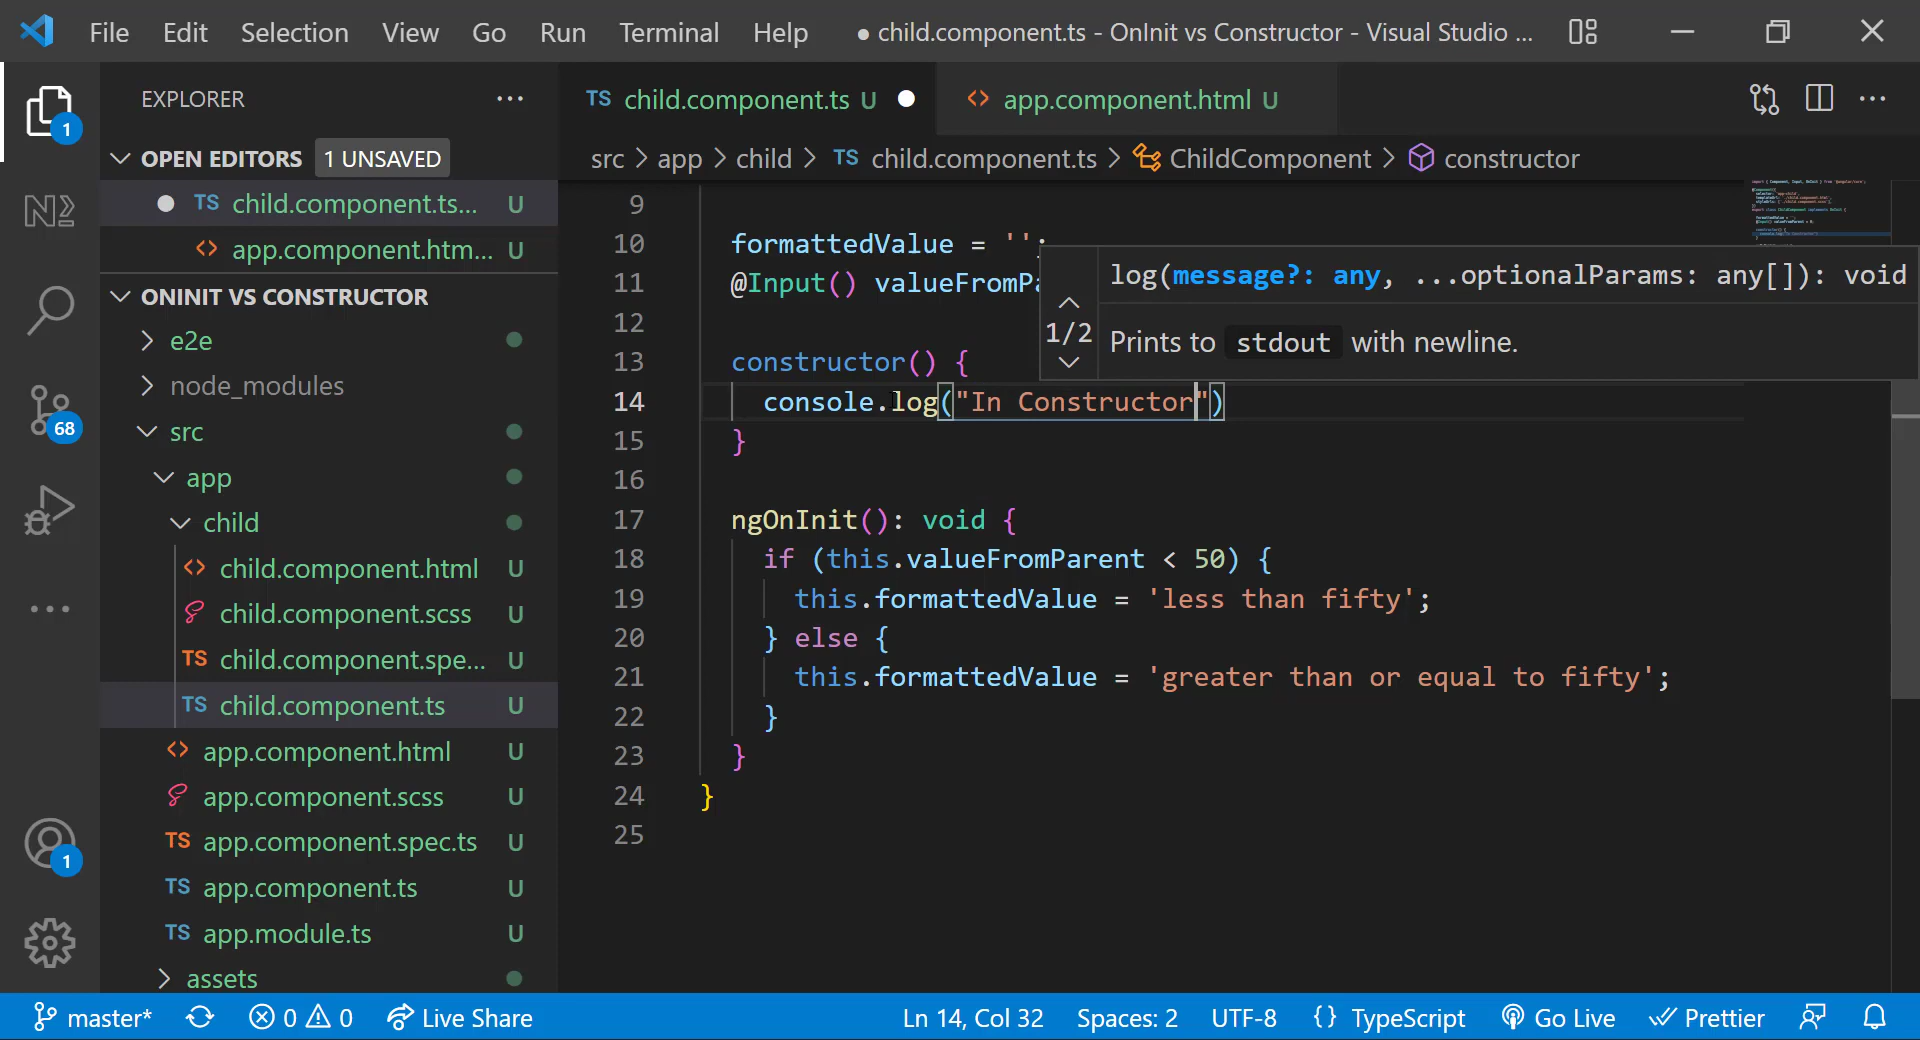 File Edit Selection View Go Run Terminal Help ● child.component.ts - OnInit vs Constructor - Visual Studio ...
EXPLORER ...
TS child.component.ts U
<> app.component.html U
1
OPEN EDITORS 1 UNSAVED
src > app > child > TS child.component.ts > ChildComponent > constructor
TS child.component.ts... U
<> app.component.htm... U
ONINIT VS CONSTRUCTOR
e2e
node_modules
68
src
app
child
<> child.component.html U
child.component.scss U
TS child.component.spe... U
TS child.component.ts U
<> app.component.html U
app.component.scss U
TS app.component.spec.ts U
1
TS app.component.ts U
TS app.module.ts U
assets
9
10 formattedValue = '';
11 @Input() valueFromPa
12
13 constructor() {
14 console.log("In Constructor")
15 }
16
17 ngOnInit(): void {
18 if (this.valueFromParent < 50) {
19 this.formattedValue = 'less than fifty';
20 } else {
21 this.formattedValue = 'greater than or equal to fifty';
22 }
23 }
24 }
25
log(message?: any, ...optionalParams: any[]): void
1/2
Prints to stdout with newline.
master* 0 0 Live Share Ln 14, Col 32 Spaces: 2 UTF-8 {} TypeScript Go Live Prettier